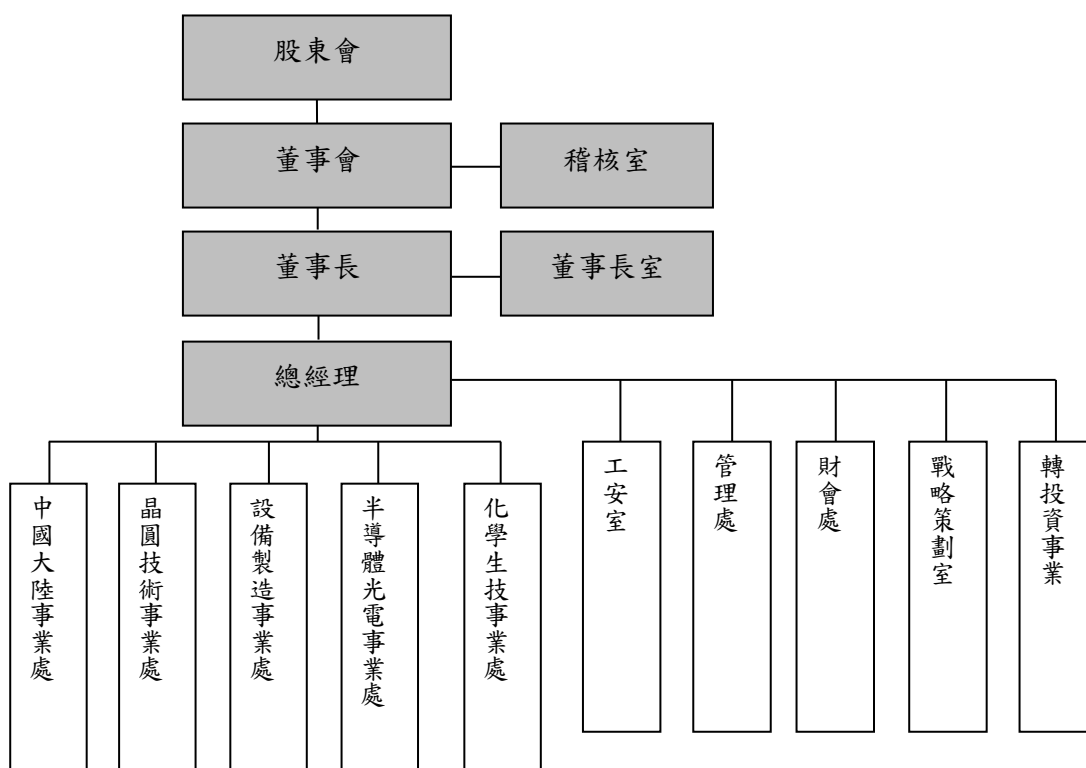 股東會
董事會
稽核室
董事長
董事長室
總經理
工安室
管理處
財會處
戰略策劃室
轉投資事業
中國大陸事業處
晶圓技術事業處
設備製造事業處
半導體光電事業處
化學生技事業處